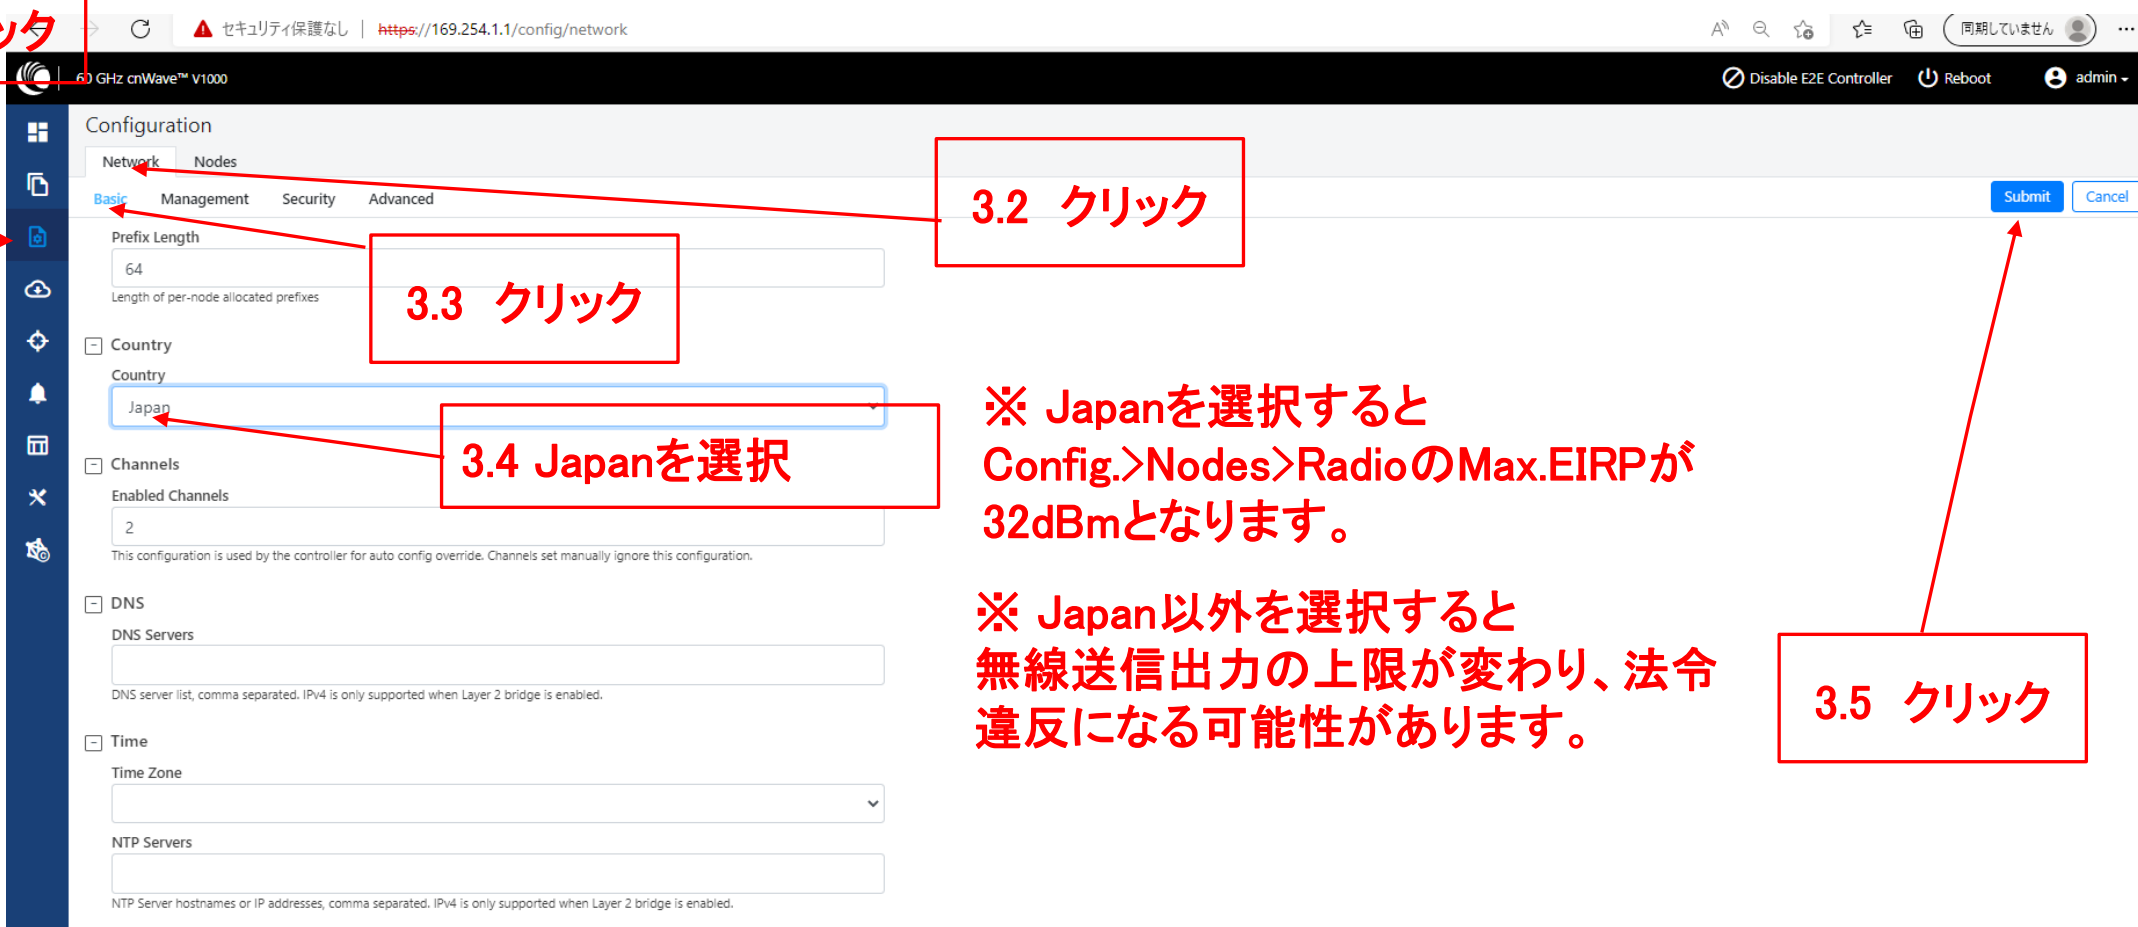 ック
セキュリティ保護なし | https://169.254.1.1/config/network
同期していません
60 GHz cnWave™ V1000
Disable E2E Controller
Reboot
admin
Configuration
Network Nodes
Basic Management Security Advanced
Submit Cancel
3.2 クリック
Prefix Length
64
Length of per-node allocated prefixes
3.3 クリック
Country
Country
Japan
3.4 Japanを選択
※ Japanを選択すると
Config.>Nodes>RadioのMax.EIRPが
32dBmとなります。
Channels
Enabled Channels
2
This configuration is used by the controller for auto config override. Channels set manually ignore this configuration.
※ Japan以外を選択すると
無線送信出力の上限が変わり、法令
違反になる可能性があります。
3.5 クリック
DNS
DNS Servers
DNS server list, comma separated. IPv4 is only supported when Layer 2 bridge is enabled.
Time
Time Zone
NTP Servers
NTP Server hostnames or IP addresses, comma separated. IPv4 is only supported when Layer 2 bridge is enabled.